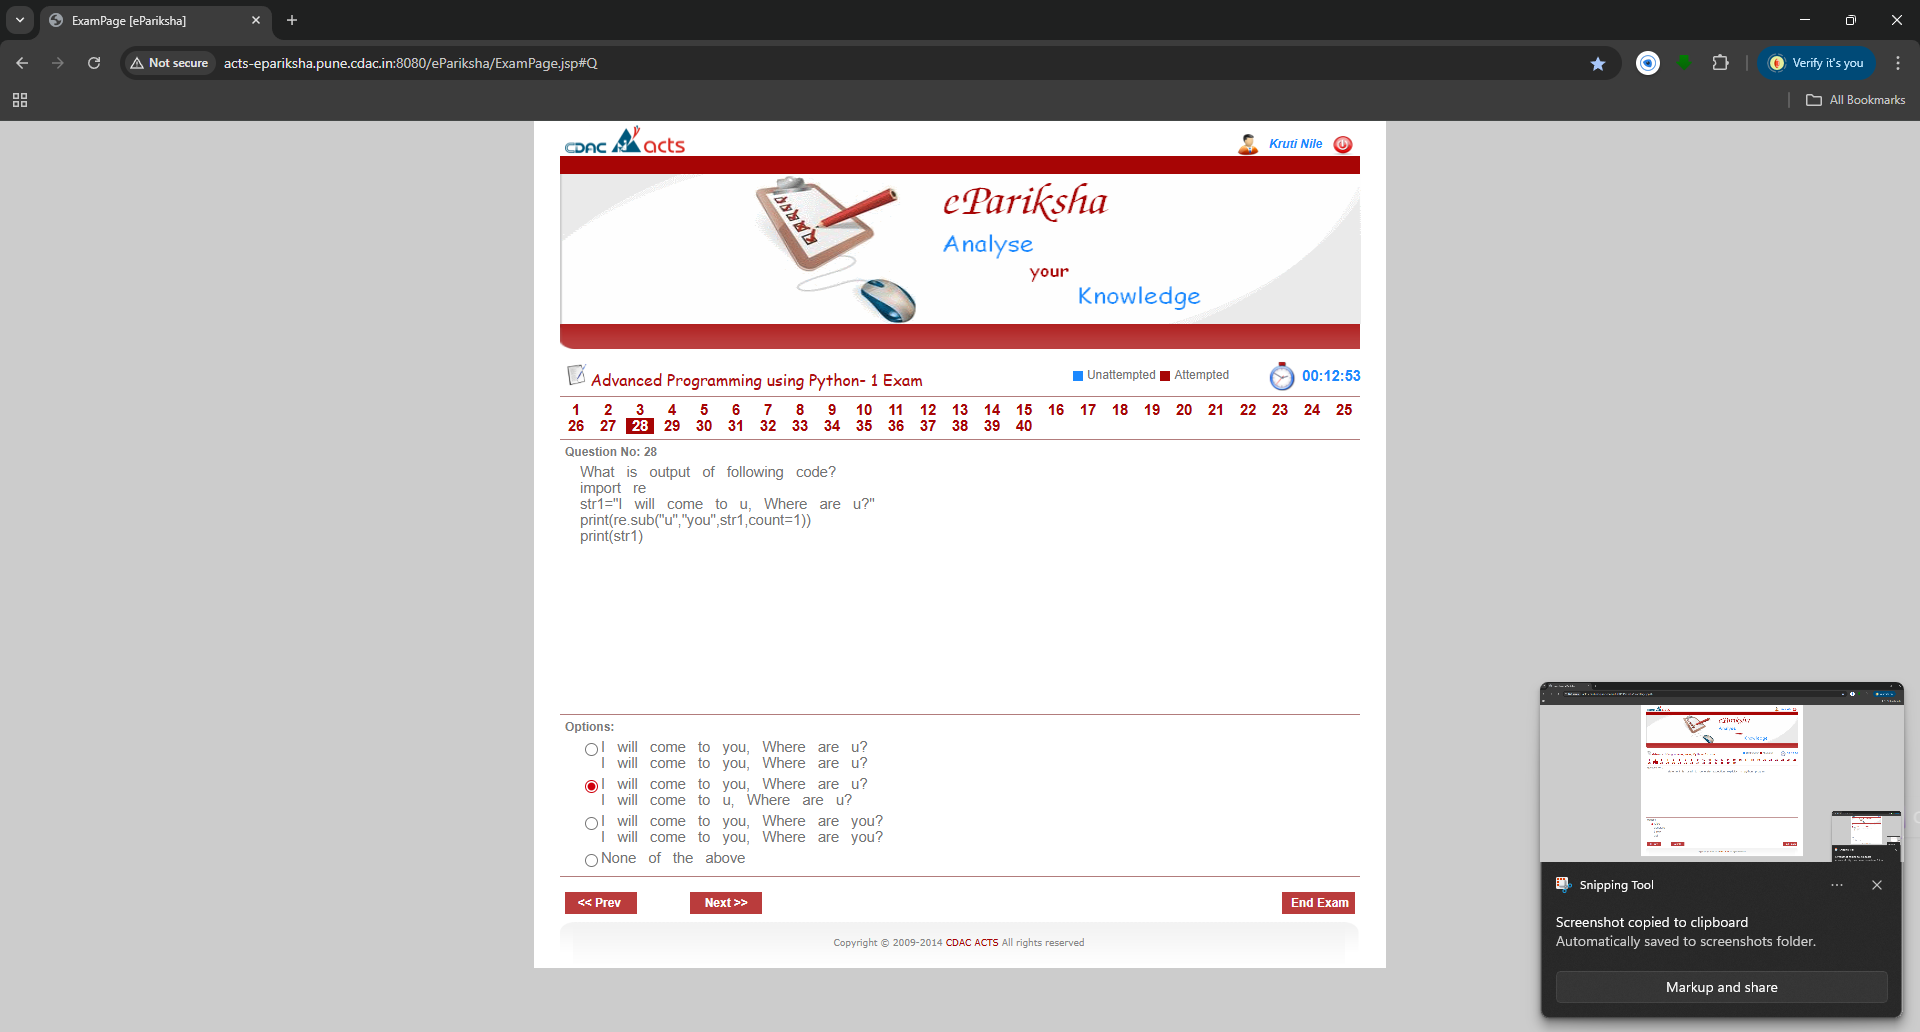 ExamPage [ePariksha]
Not secure
acts-epariksha.pune.cdac.in:8080/ePariksha/ExamPage.jsp#Q
Verify it's you
All Bookmarks
CDAC acts
Kruti Nile
ePariksha
Analyse
your
Knowledge
Advanced Programming using Python- 1 Exam
Unattempted Attempted
00:12:53
1 2 3 4 5 6 7 8 9 10 11 12 13 14 15 16 17 18 19 20 21 22 23 24 25
26 27 28 29 30 31 32 33 34 35 36 37 38 39 40
Question No: 28
What is output of following code?
import re
str1="I will come to u, Where are u?"
print(re.sub("u","you",str1,count=1))
print(str1)
Options:
I will come to you, Where are u?
I will come to you, Where are u?
I will come to you, Where are u?
I will come to u, Where are u?
I will come to you, Where are you?
I will come to you, Where are you?
None of the above
<< Prev
Next >>
End Exam
Copyright © 2009-2014 CDAC ACTS All rights reserved
ePariksha
Knowledge
Snipping Tool
Screenshot copied to clipboard
Automatically saved to screenshots folder.
Markup and share